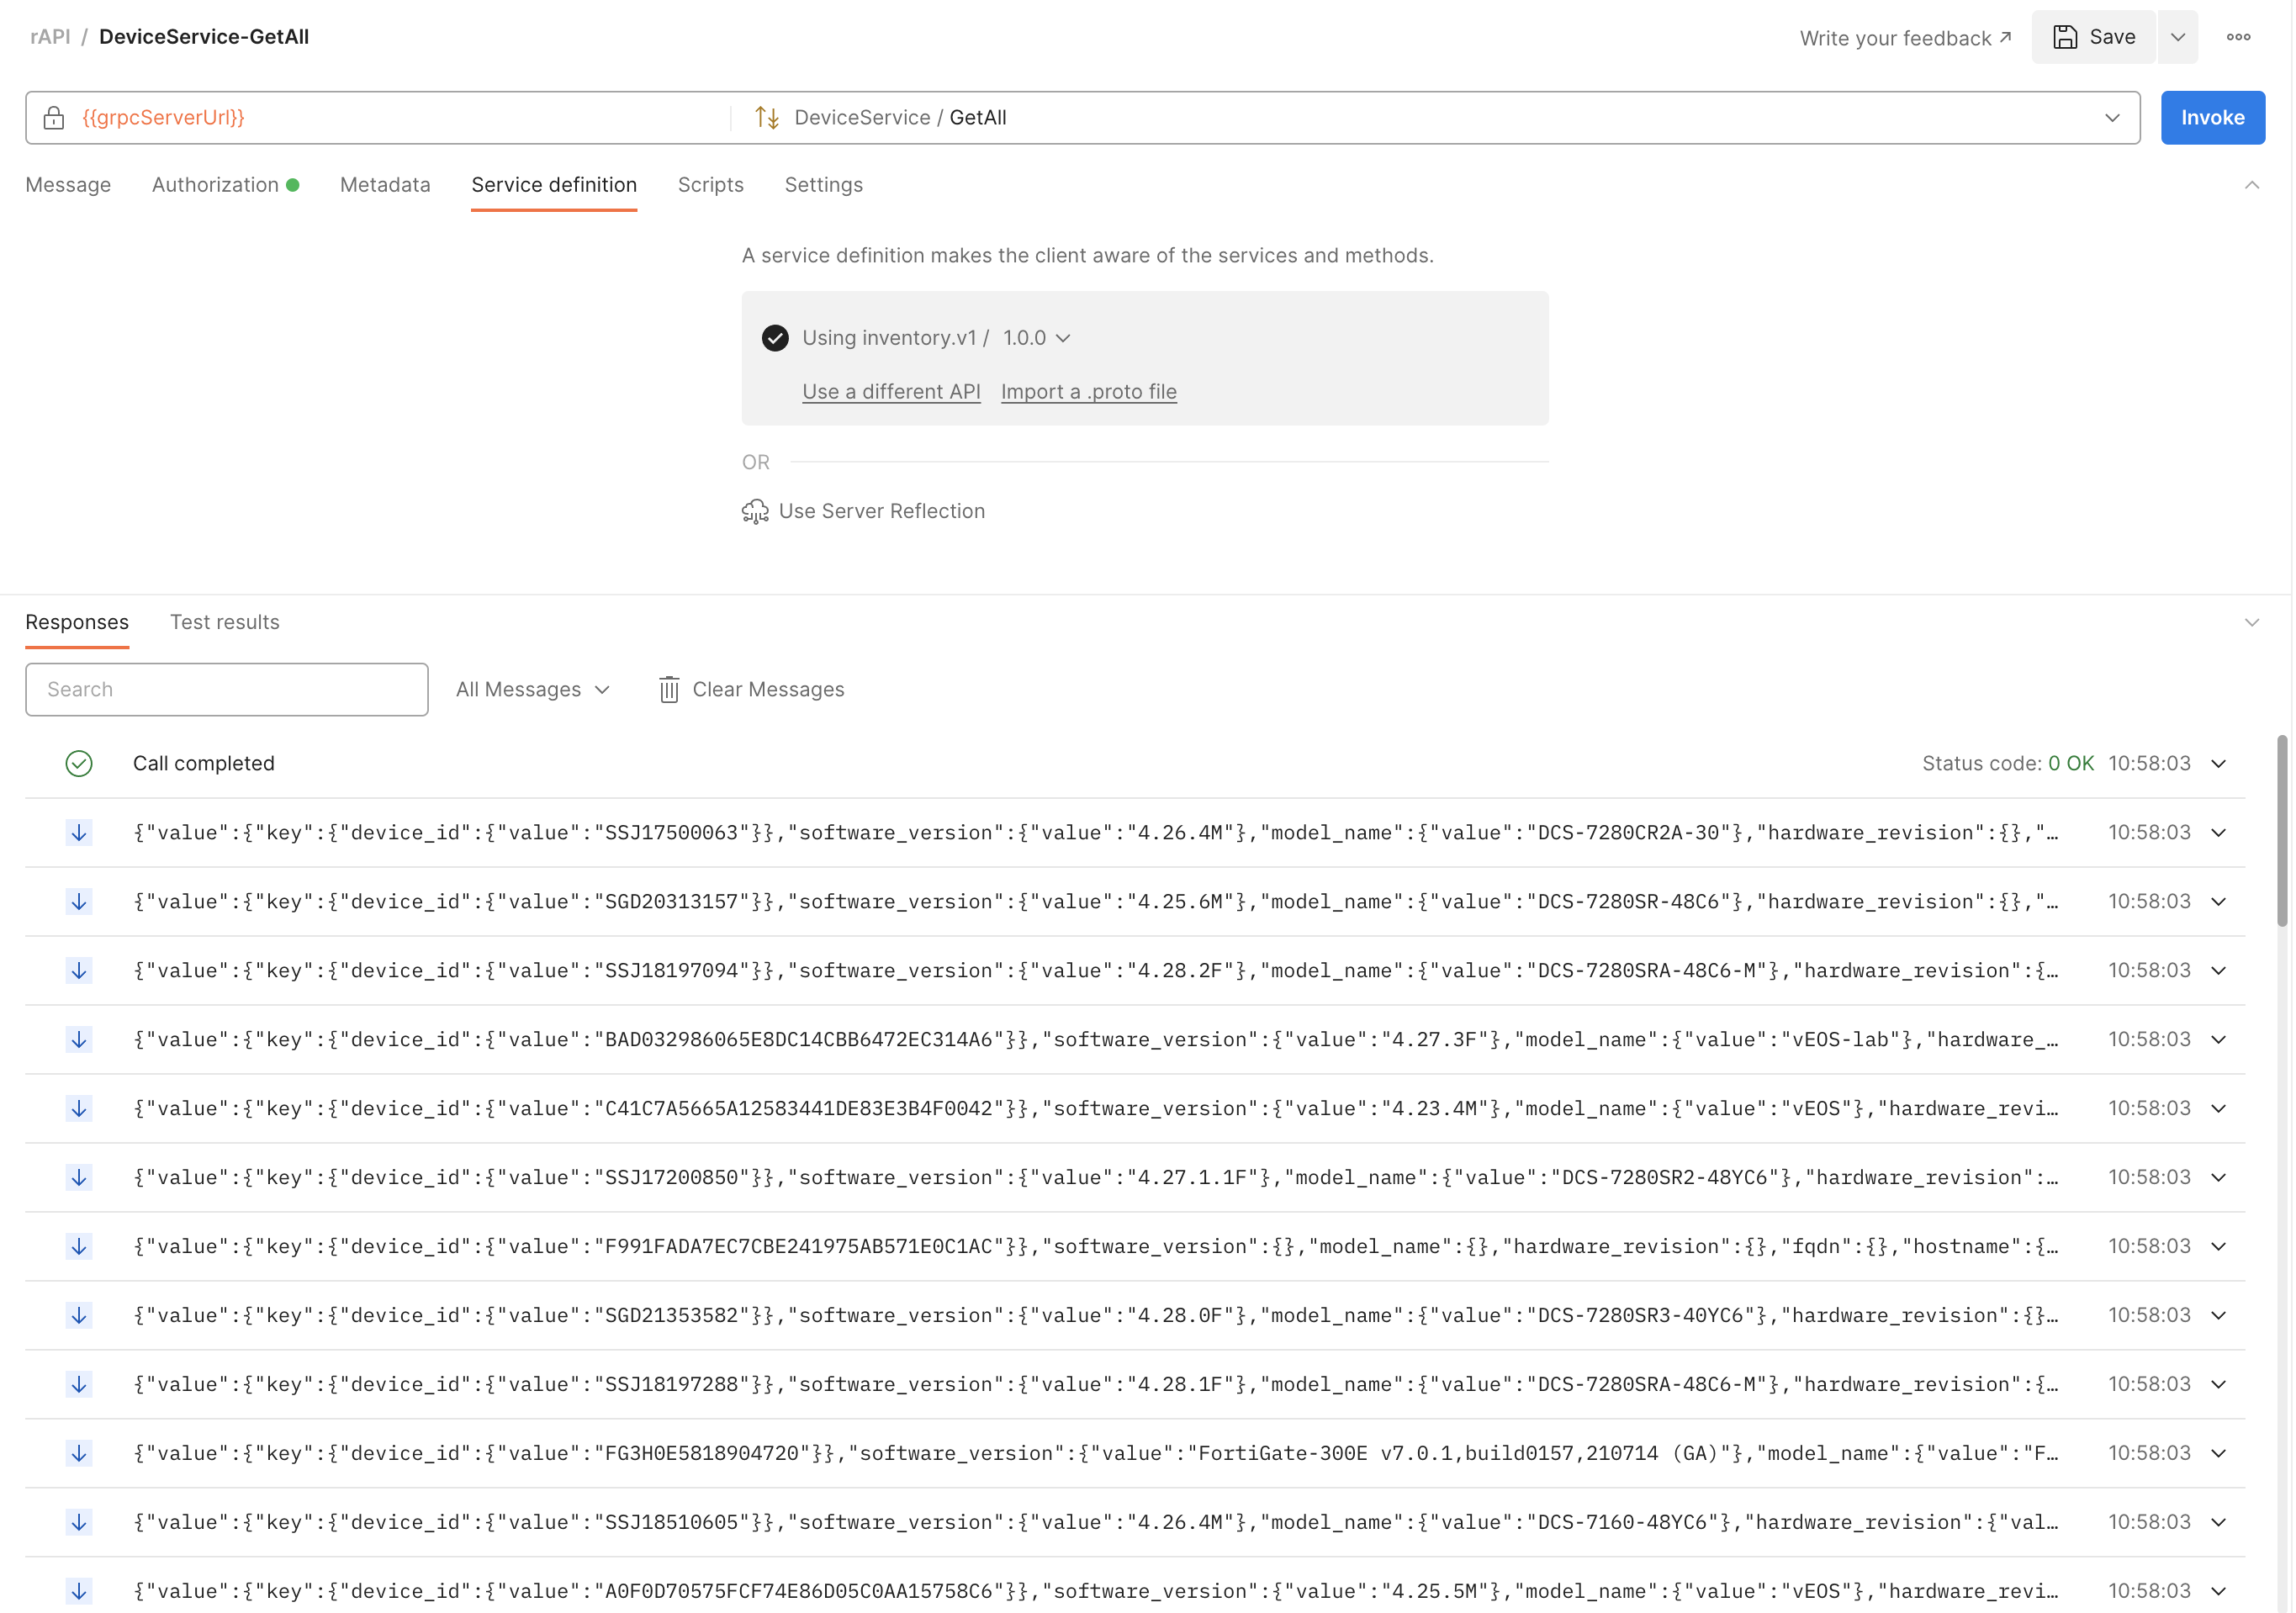 rAPI / DeviceService-GetAll
Write your feedback ↗ Save
{{grpcServerUrl}} DeviceService / GetAll Invoke
Message Authorization Metadata Service definition Scripts Settings
A service definition makes the client aware of the services and methods.
Using inventory.v1 / 1.0.0
Use a different API Import a .proto file
OR
Use Server Reflection
Responses Test results
Search All Messages Clear Messages
Call completed Status code: 0 OK 10:58:03
{"value":{"key":{"device_id":{"value":"SSJ17500063"}},"software_version":{"value":"4.26.4M"},"model_name":{"value":"DCS-7280CR2A-30"},"hardware_revision":{},"… 10:58:03
{"value":{"key":{"device_id":{"value":"SGD20313157"}},"software_version":{"value":"4.25.6M"},"model_name":{"value":"DCS-7280SR-48C6"},"hardware_revision":{},"… 10:58:03
{"value":{"key":{"device_id":{"value":"SSJ18197094"}},"software_version":{"value":"4.28.2F"},"model_name":{"value":"DCS-7280SRA-48C6-M"},"hardware_revision":{… 10:58:03
{"value":{"key":{"device_id":{"value":"BAD032986065E8DC14CBB6472EC314A6"}},"software_version":{"value":"4.27.3F"},"model_name":{"value":"vEOS-lab"},"hardware_… 10:58:03
{"value":{"key":{"device_id":{"value":"C41C7A5665A12583441DE83E3B4F0042"}},"software_version":{"value":"4.23.4M"},"model_name":{"value":"vEOS"},"hardware_revi… 10:58:03
{"value":{"key":{"device_id":{"value":"SSJ17200850"}},"software_version":{"value":"4.27.1.1F"},"model_name":{"value":"DCS-7280SR2-48YC6"},"hardware_revision":… 10:58:03
{"value":{"key":{"device_id":{"value":"F991FADA7EC7CBE241975AB571E0C1AC"}},"software_version":{},"model_name":{},"hardware_revision":{},"fqdn":{},"hostname":{… 10:58:03
{"value":{"key":{"device_id":{"value":"SGD21353582"}},"software_version":{"value":"4.28.0F"},"model_name":{"value":"DCS-7280SR3-40YC6"},"hardware_revision":{}… 10:58:03
{"value":{"key":{"device_id":{"value":"SSJ18197288"}},"software_version":{"value":"4.28.1F"},"model_name":{"value":"DCS-7280SRA-48C6-M"},"hardware_revision":{… 10:58:03
{"value":{"key":{"device_id":{"value":"FG3H0E5818904720"}},"software_version":{"value":"FortiGate-300E v7.0.1,build0157,210714 (GA)"},"model_name":{"value":"F… 10:58:03
{"value":{"key":{"device_id":{"value":"SSJ18510605"}},"software_version":{"value":"4.26.4M"},"model_name":{"value":"DCS-7160-48YC6"},"hardware_revision":{"val… 10:58:03
{"value":{"key":{"device_id":{"value":"A0F0D70575FCF74E86D05C0AA15758C6"}},"software_version":{"value":"4.25.5M"},"model_name":{"value":"vEOS"},"hardware_revi… 10:58:03